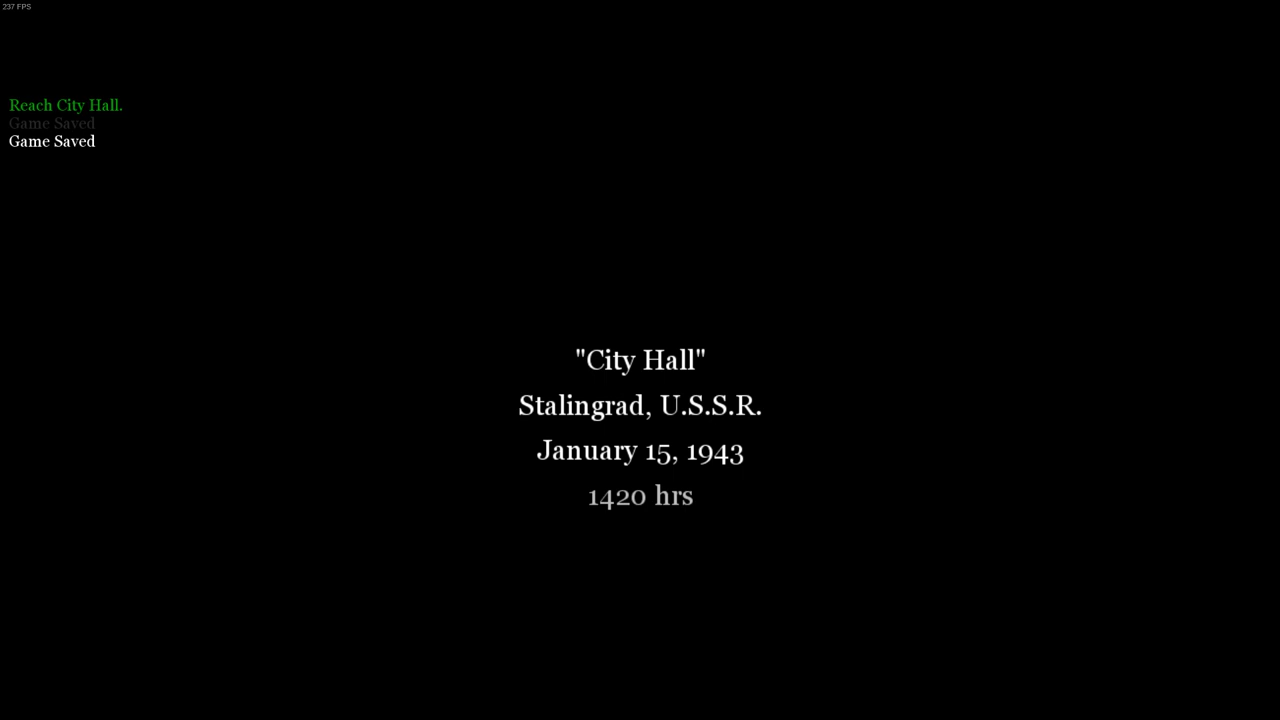 237 FPS
Reach City Hall.
Game Saved
Game Saved
"City Hall"
Stalingrad, U.S.S.R.
January 15, 1943
1420 hrs